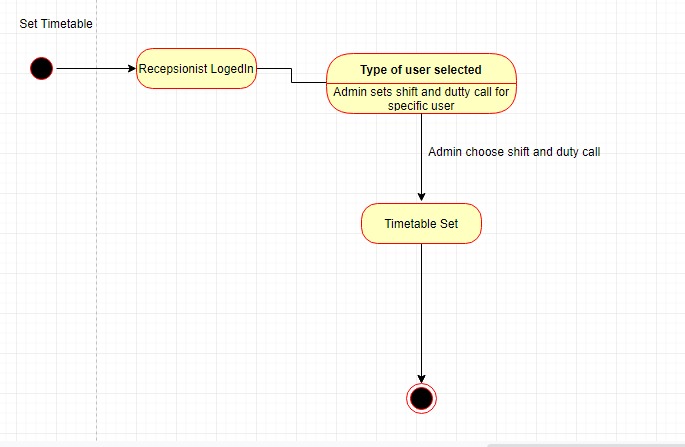 Set Timetable
Recepsionist LogedIn
Type of user selected
Admin sets shift and dutty call for
specific user
Admin choose shift and duty call
Timetable Set